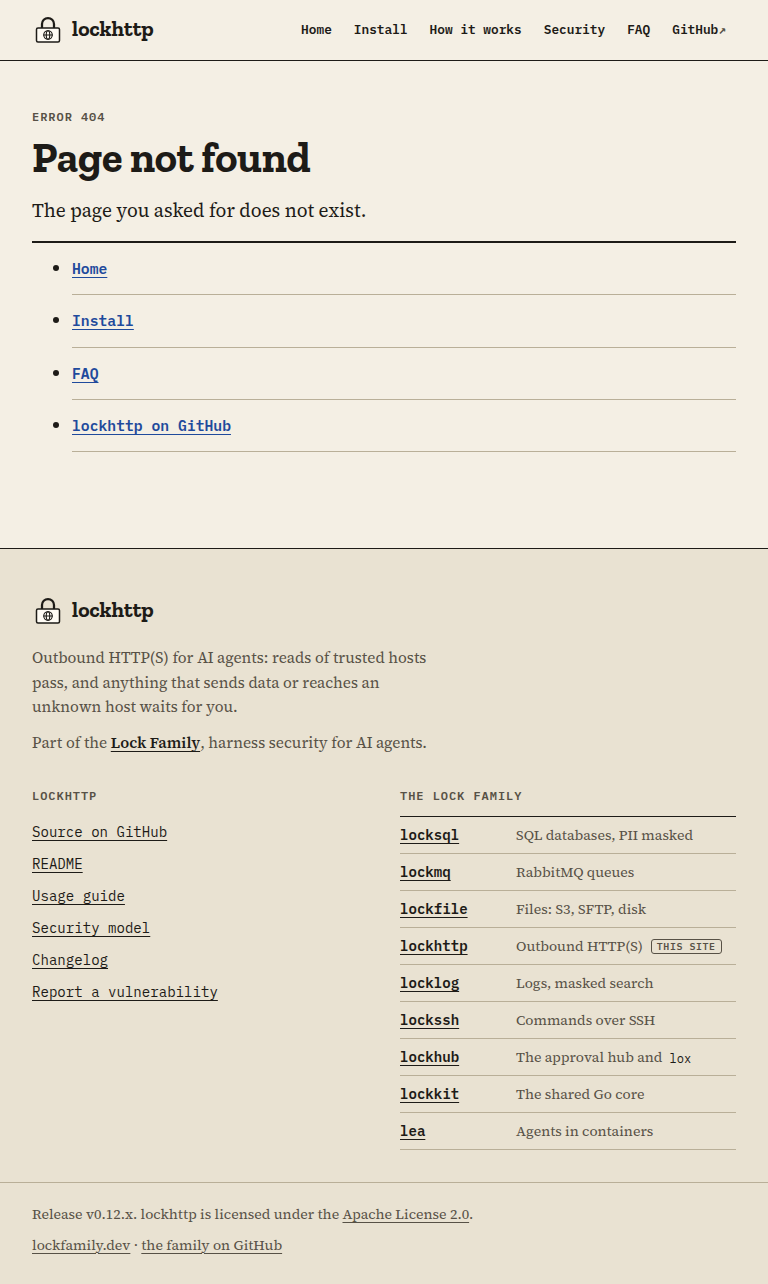 lockhttp
Home Install How it works Security FAQ GitHub↗
ERROR 404
Page not found
The page you asked for does not exist.
Home
Install
FAQ
lockhttp on GitHub
lockhttp
Outbound HTTP(S) for AI agents: reads of trusted hosts
pass, and anything that sends data or reaches an
unknown host waits for you.
Part of the Lock Family, harness security for AI agents.
LOCKHTTP
Source on GitHub
README
Usage guide
Security model
Changelog
Report a vulnerability
THE LOCK FAMILY
locksql SQL databases, PII masked
lockmq RabbitMQ queues
lockfile Files: S3, SFTP, disk
lockhttp Outbound HTTP(S) THIS SITE
locklog Logs, masked search
lockssh Commands over SSH
lockhub The approval hub and lox
lockkit The shared Go core
lea Agents in containers
Release v0.12.x. lockhttp is licensed under the Apache License 2.0.
lockfamily.dev · the family on GitHub